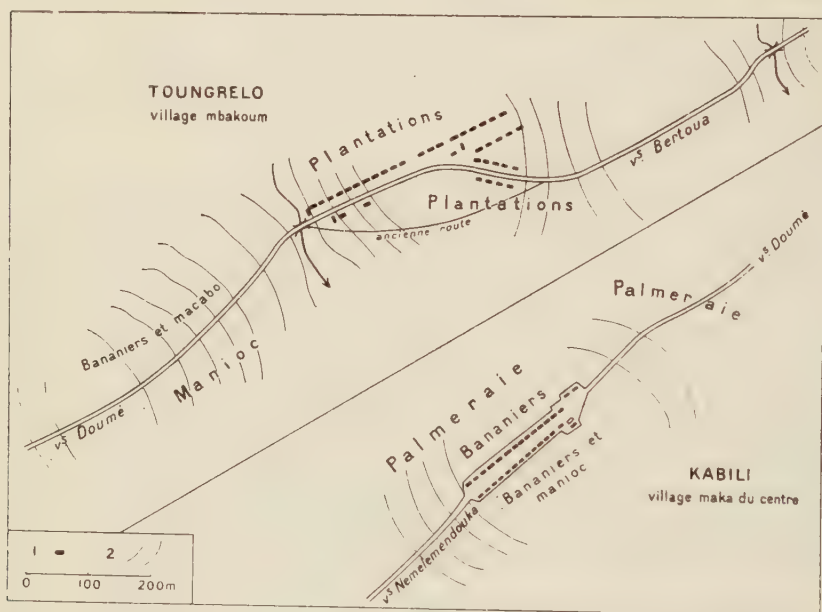 TOUNGRELO
village mbakoum
Plantations
Plantations
ancienne route
vs. Bertoua
Bananiers et macabo
Manioc
vs Doumé
vs Doumé
Palmeraie
Palmeraie
Bananiers
Bananiers et
manioc
vs Nemelemendouka
KABILI
village maka du centre
1 2
0 100 200m